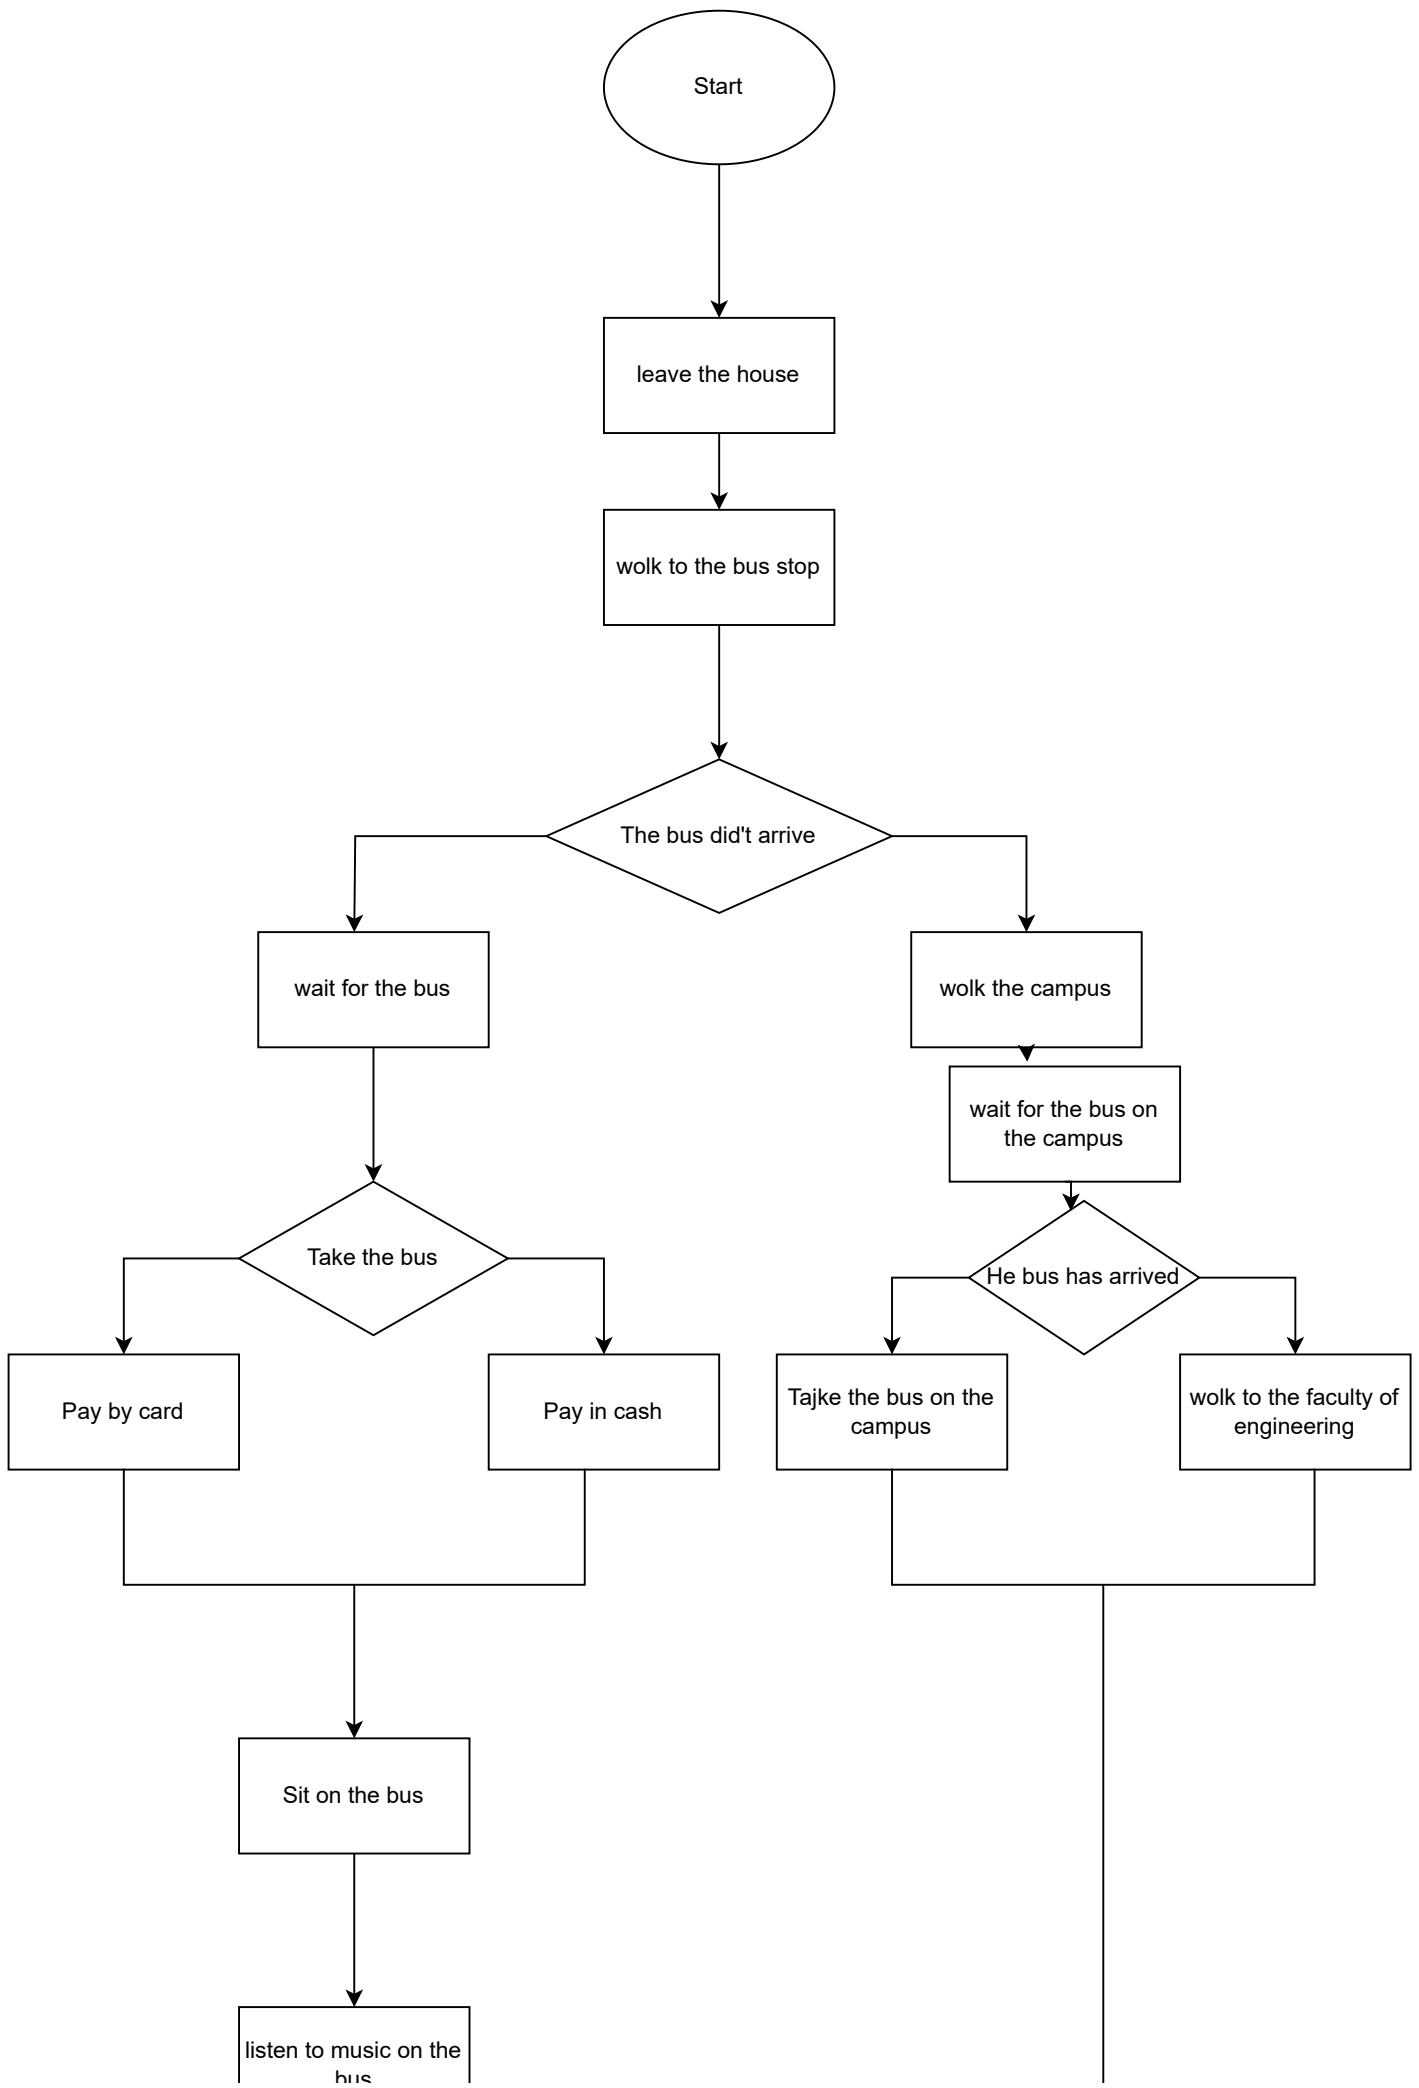 Start
leave the house
wolk to the bus stop
The bus did't arrive
wait for the bus
wolk the campus
wait for the bus on
the campus
Take the bus
He bus has arrived
Pay by card
Pay in cash
Tajke the bus on the
campus
wolk to the faculty of
engineering
Sit on the bus
listen to music on the
bus